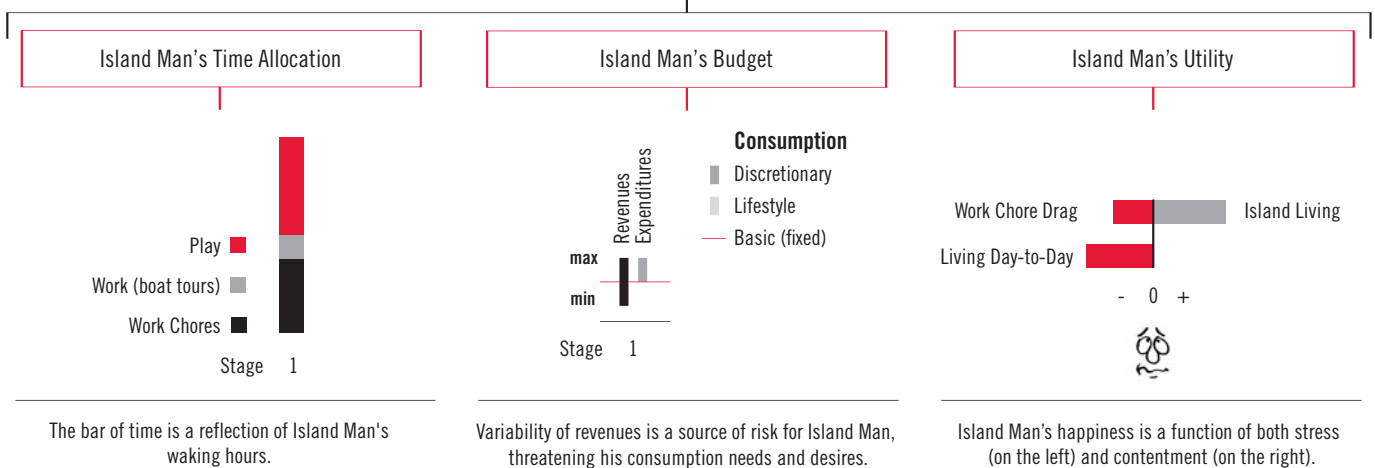 Island Man’s Time Allocation
Play
Work (boat tours)
Work Chores
Stage 1
The bar of time is a reflection of Island Man's
waking hours.
Island Man’s Budget
Consumption
Discretionary
Lifestyle
Basic (fixed)
Revenues
Expenditures
max
min
Stage 1
Variability of revenues is a source of risk for Island Man,
threatening his consumption needs and desires.
Island Man’s Utility
Work Chore Drag
Island Living
Living Day-to-Day
- 0 +
Island Man’s happiness is a function of both stress
(on the left) and contentment (on the right).